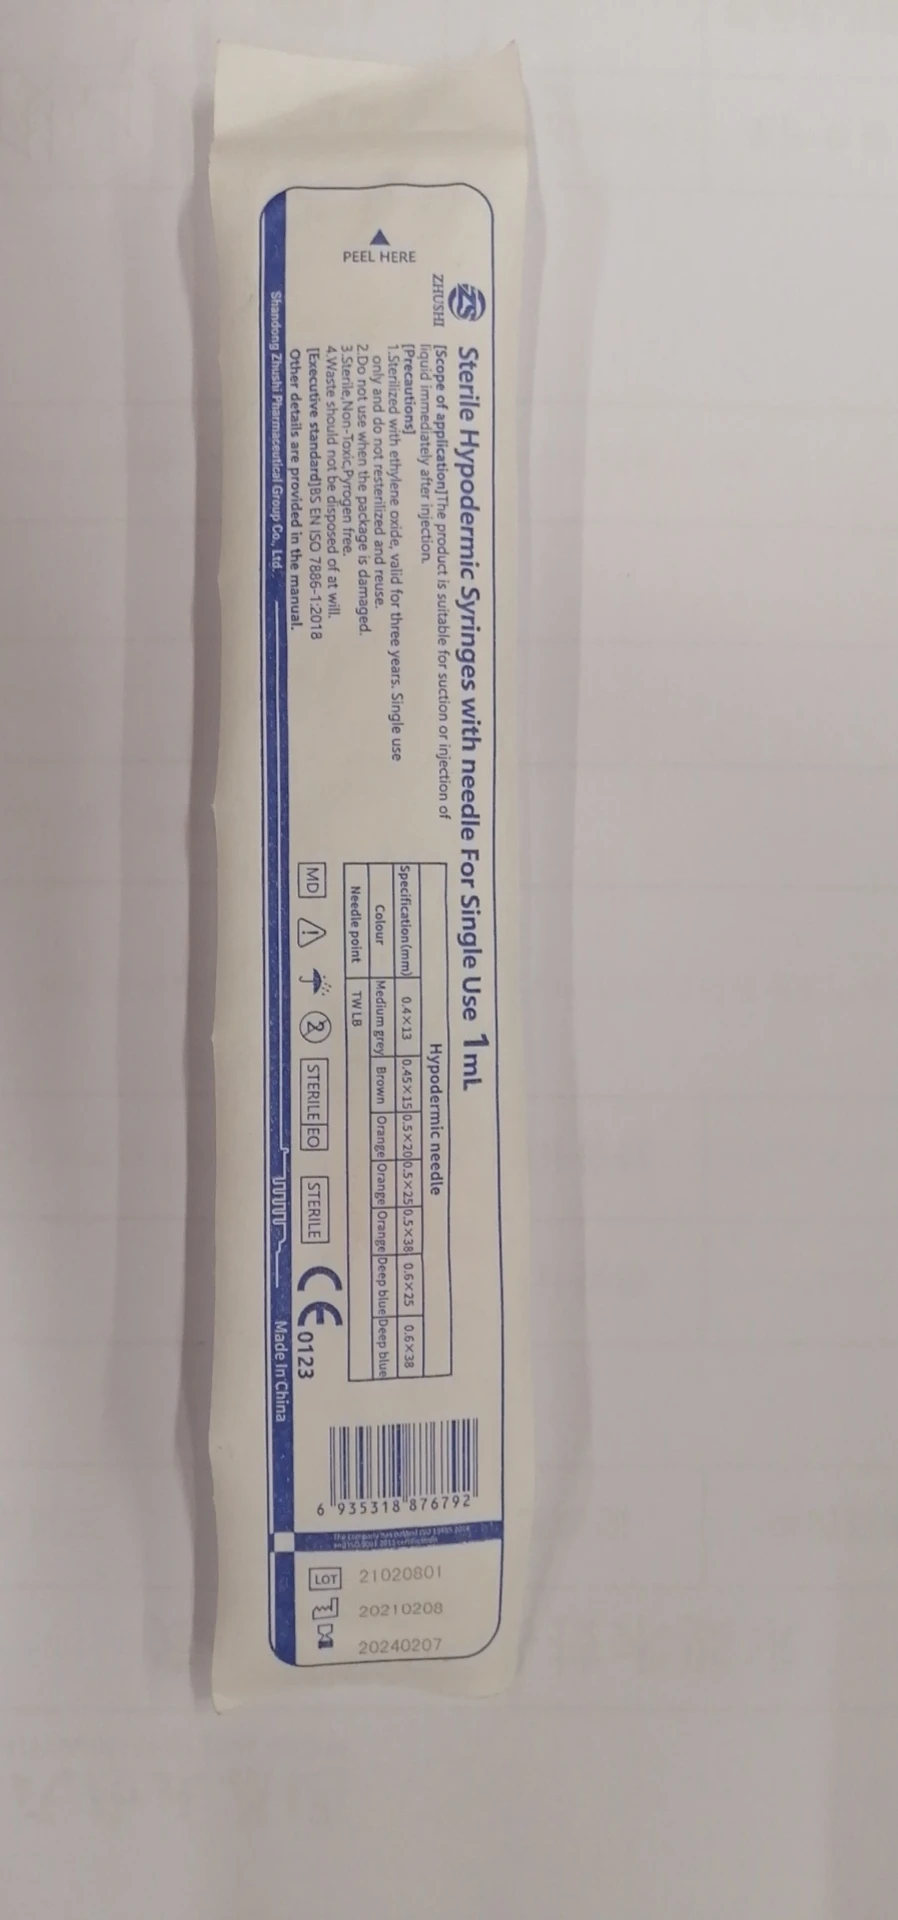 PEEL HERE
ZS
ZHUSHI
Sterile Hypodermic Syringes with needle For Single Use 1mL
[Scope of application]The product is suitable for suction or injection of
liquid immediately after injection.
[Precautions]
1.Sterilized with ethylene oxide, valid for three years. Single use
only and do not resterilized and reuse.
2.Do not use when the package is damaged.
3.Sterile,Non-Toxic,Pyrogen free.
4.Waste should not be disposed of at will.
[Executive standard]BS EN ISO 7886-1:2018
Other details are provided in the manual.
Shandong Zhushi Pharmaceutical Group Co., Ltd.
Hypodermic needle
Specification(mm) 0.4×13 0.45×15 0.5×20 0.5×25 0.5×38 0.6×25 0.6×38
Colour Medium grey Brown Orange Orange Orange Deep blue Deep blue
Needle point TW LB
MD 2 STERILE EO STERILE CE 0123
Made In China
6 935318 876792
LOT 21020801
20210208
20240207